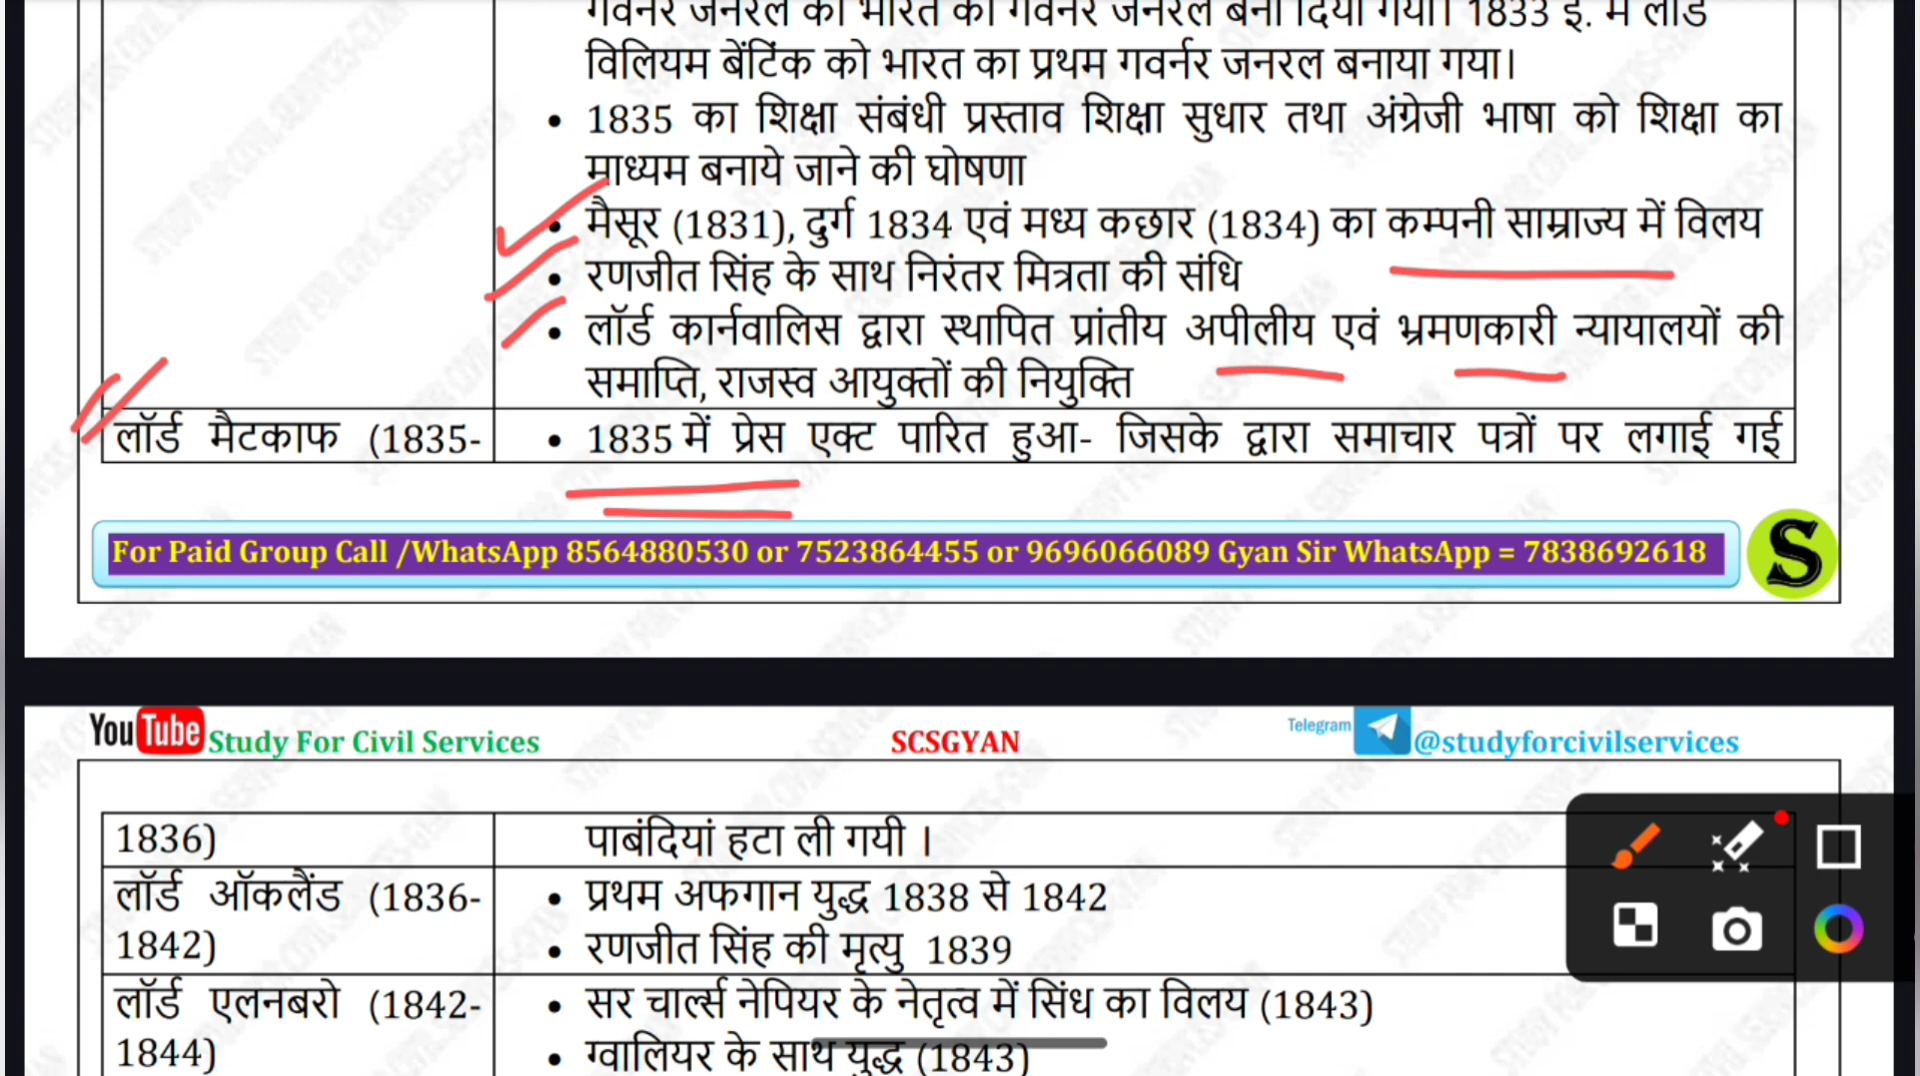 गवर्नर जनरल को भारत का गवर्नर जनरल बना दिया गया। 1833 ई. में लॉर्ड
विलियम बेंटिंक को भारत का प्रथम गवर्नर जनरल बनाया गया।
• 1835 का शिक्षा संबंधी प्रस्ताव शिक्षा सुधार तथा अंग्रेजी भाषा को शिक्षा का
माध्यम बनाये जाने की घोषणा
• मैसूर (1831), दुर्ग 1834 एवं मध्य कछार (1834) का कम्पनी साम्राज्य में विलय
• रणजीत सिंह के साथ निरंतर मित्रता की संधि
• लॉर्ड कार्नवालिस द्वारा स्थापित प्रांतीय अपीलीय एवं भ्रमणकारी न्यायालयों की
समाप्ति, राजस्व आयुक्तों की नियुक्ति
लॉर्ड मैटकाफ (1835-
• 1835 में प्रेस एक्ट पारित हुआ- जिसके द्वारा समाचार पत्रों पर लगाई गई
For Paid Group Call /WhatsApp 8564880530 or 7523864455 or 9696066089 Gyan Sir WhatsApp = 7838692618
S
YouTube Study For Civil Services
SCSGYAN
Telegram @studyforcivilservices
1836)
पाबंदियां हटा ली गयी ।
लॉर्ड ऑकलैंड (1836-
1842)
• प्रथम अफगान युद्ध 1838 से 1842
• रणजीत सिंह की मृत्यु 1839
लॉर्ड एलनबरो (1842-
1844)
• सर चार्ल्स नेपियर के नेतृत्व में सिंध का विलय (1843)
• ग्वालियर के साथ युद्ध (1843)